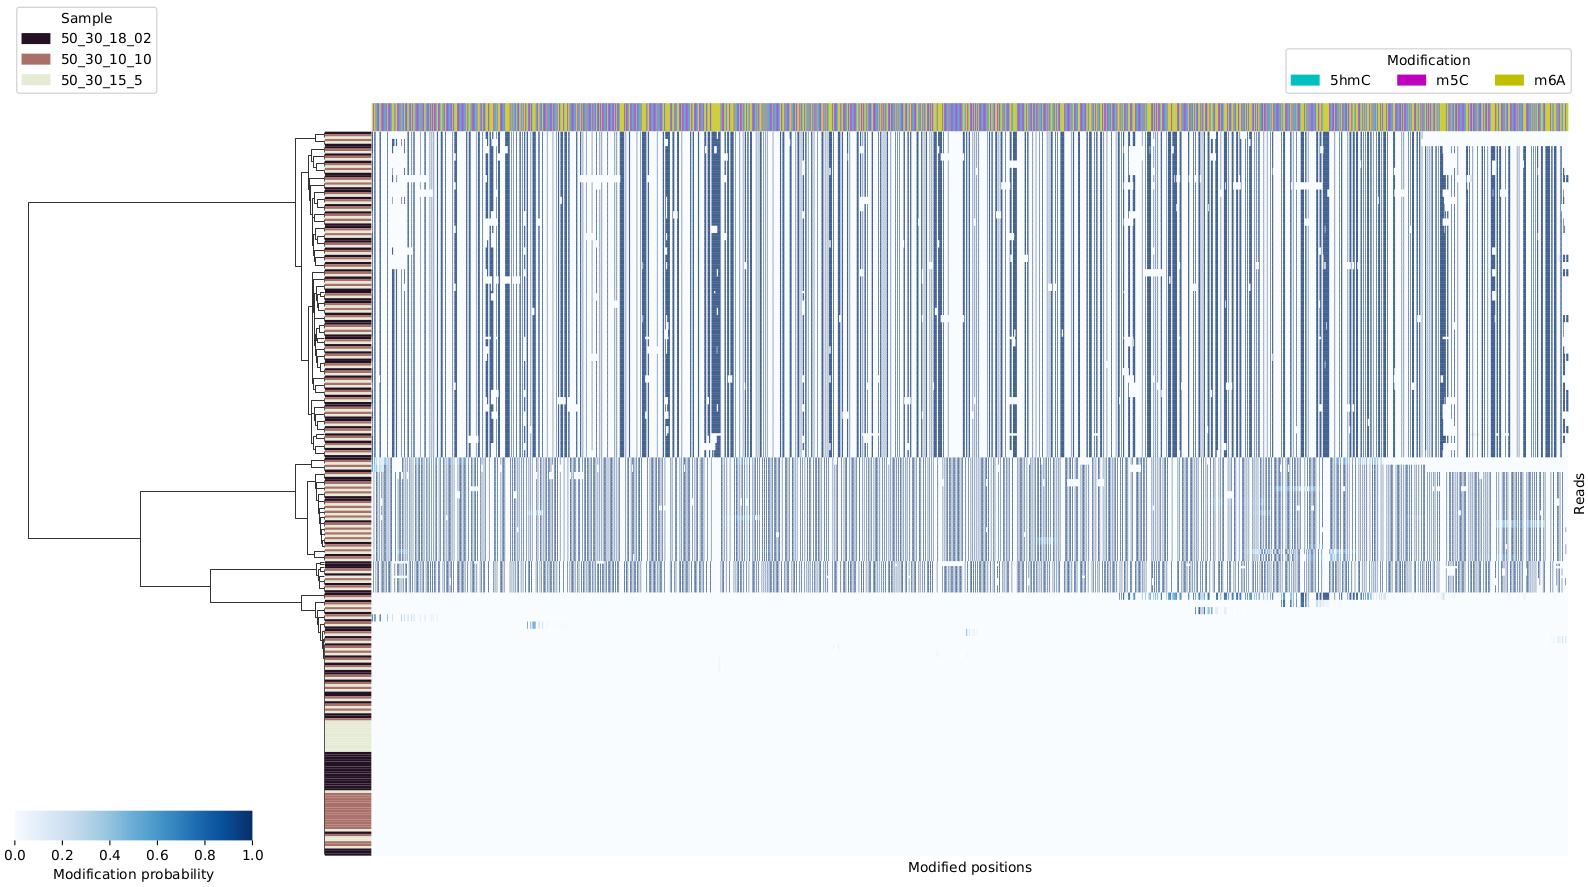 Sample
50_30_18_02
50_30_10_10
50_30_15_5
Modification
5hmC
m5C
m6A
Reads
0.0 0.2 0.4 0.6 0.8 1.0
Modification probability
Modified positions